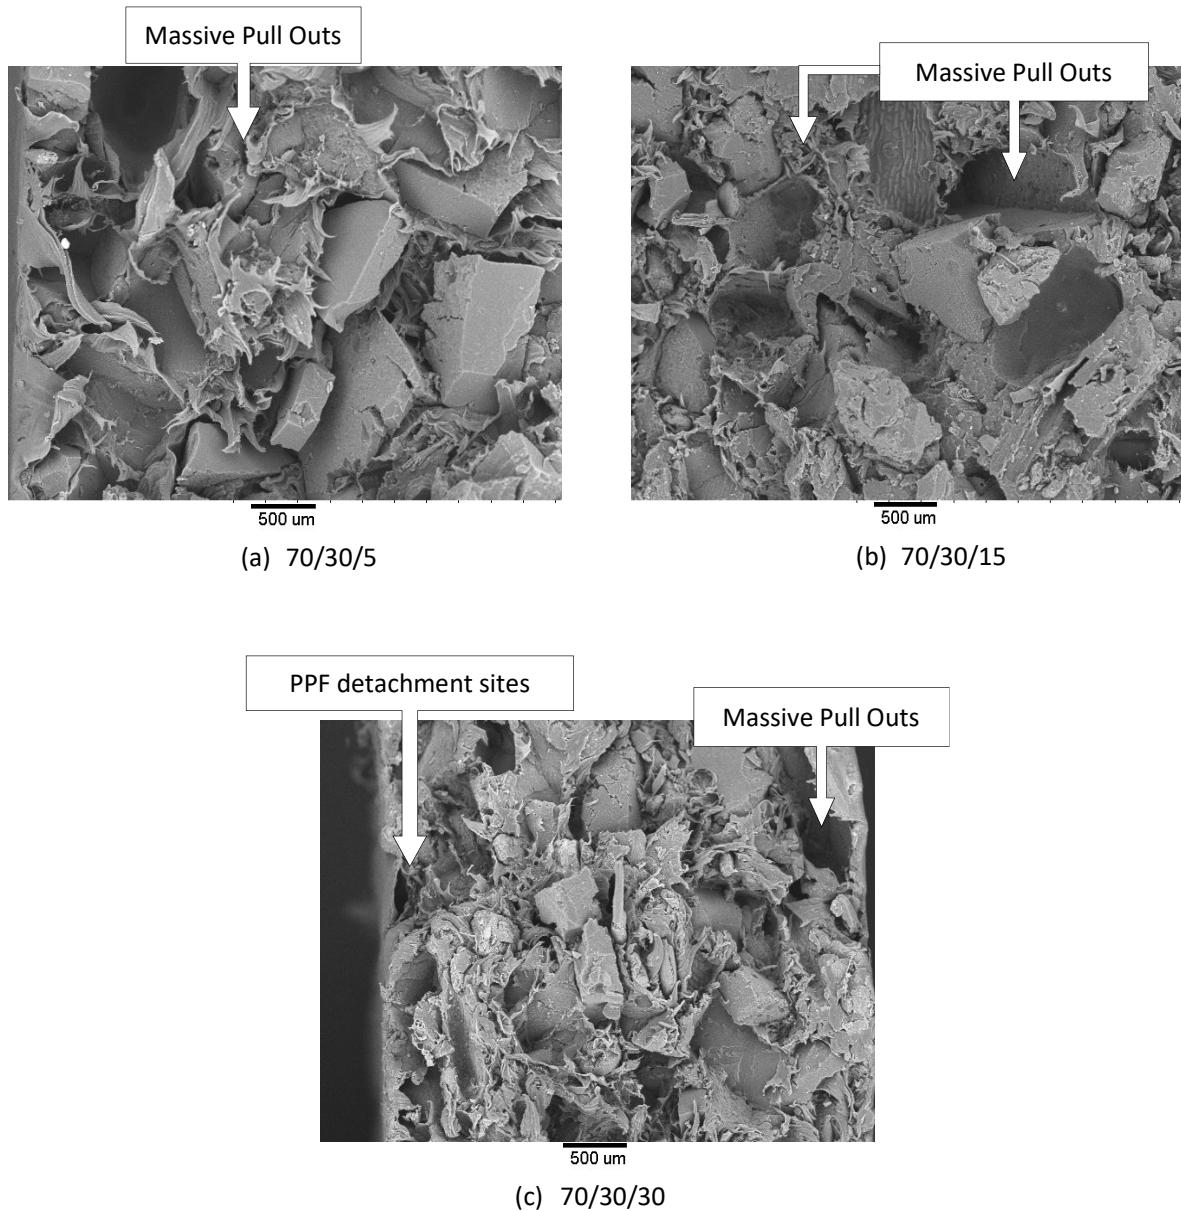 Massive Pull Outs
Massive Pull Outs
500 um
500 um
(a) 70/30/5
(b) 70/30/15
PPF detachment sites
Massive Pull Outs
500 um
(c) 70/30/30